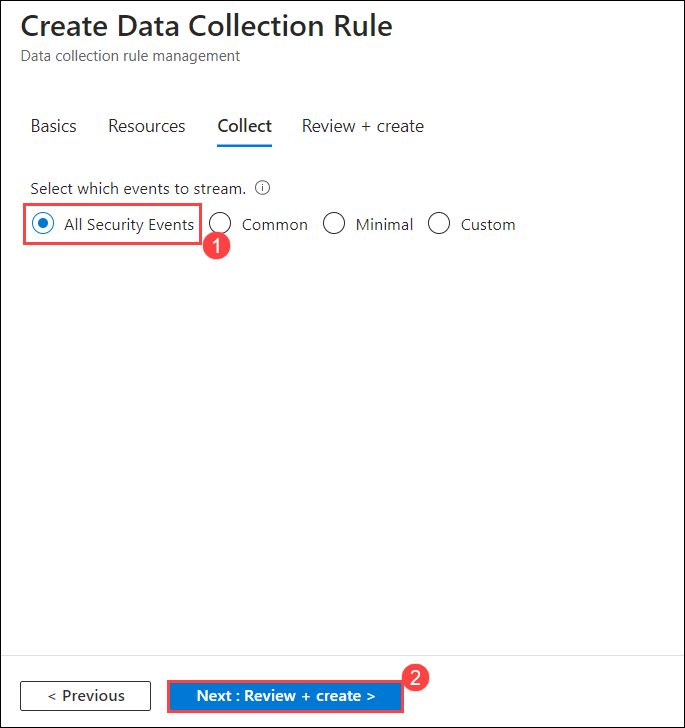 Create Data Collection Rule
Data collection rule management
Basics Resources Collect Review + create
Select which events to stream.
All Security Events Common Minimal Custom
1
2
< Previous Next : Review + create >